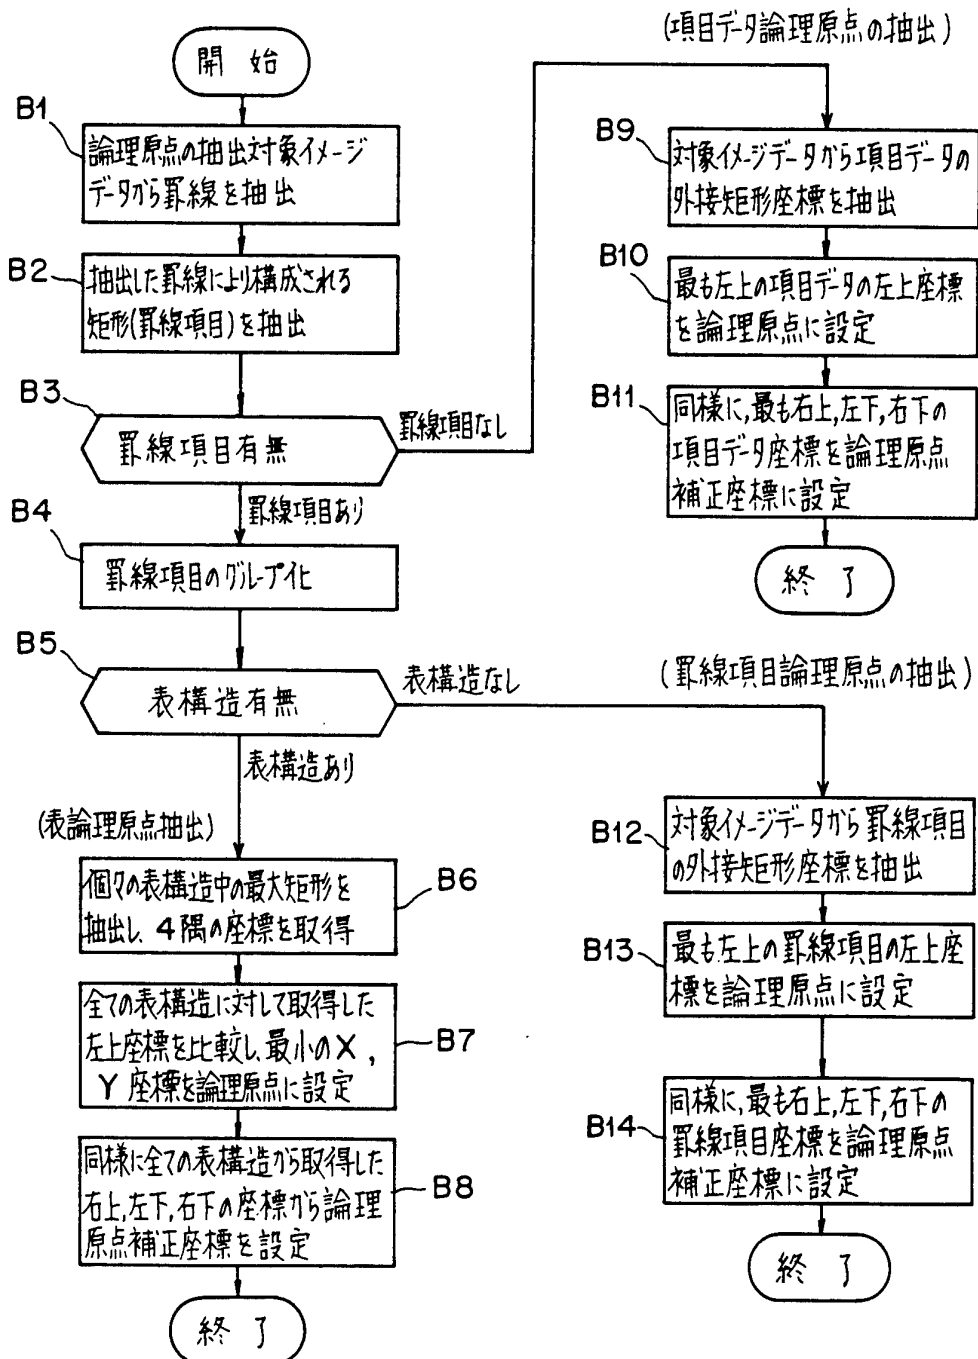 開 始
B1
論理原点の抽出対象イメージ
データから罫線を抽出
B2
抽出した罫線により構成される
矩形(罫線項目)を抽出
B3
罫線項目有無
罫線項目なし
罫線項目あり
B4
罫線項目のグループ化
B5
表構造有無
表構造なし
表構造あり
(表論理原点抽出)
個々の表構造中の最大矩形を
抽出し、4隅の座標を取得
B6
全ての表構造に対して取得した
左上座標を比較し、最小のX,
Y座標を論理原点に設定
B7
同様に全ての表構造から取得した
右上,左下,右下の座標から論理
原点補正座標を設定
B8
終 了
(項目データ論理原点の抽出)
B9
対象イメージデータから項目データの
外接矩形座標を抽出
B10
最も左上の項目データの左上座標
を論理原点に設定
B11
同様に,最も右上,左下,右下の
項目データ座標を論理原点
補正座標に設定
終 了
(罫線項目論理原点の抽出)
B12
対象イメージデータから罫線項目
の外接矩形座標を抽出
B13
最も左上の罫線項目の左上座
標を論理原点に設定
B14
同様に,最も右上,左下,右下の
罫線項目座標を論理原点
補正座標に設定
終 了